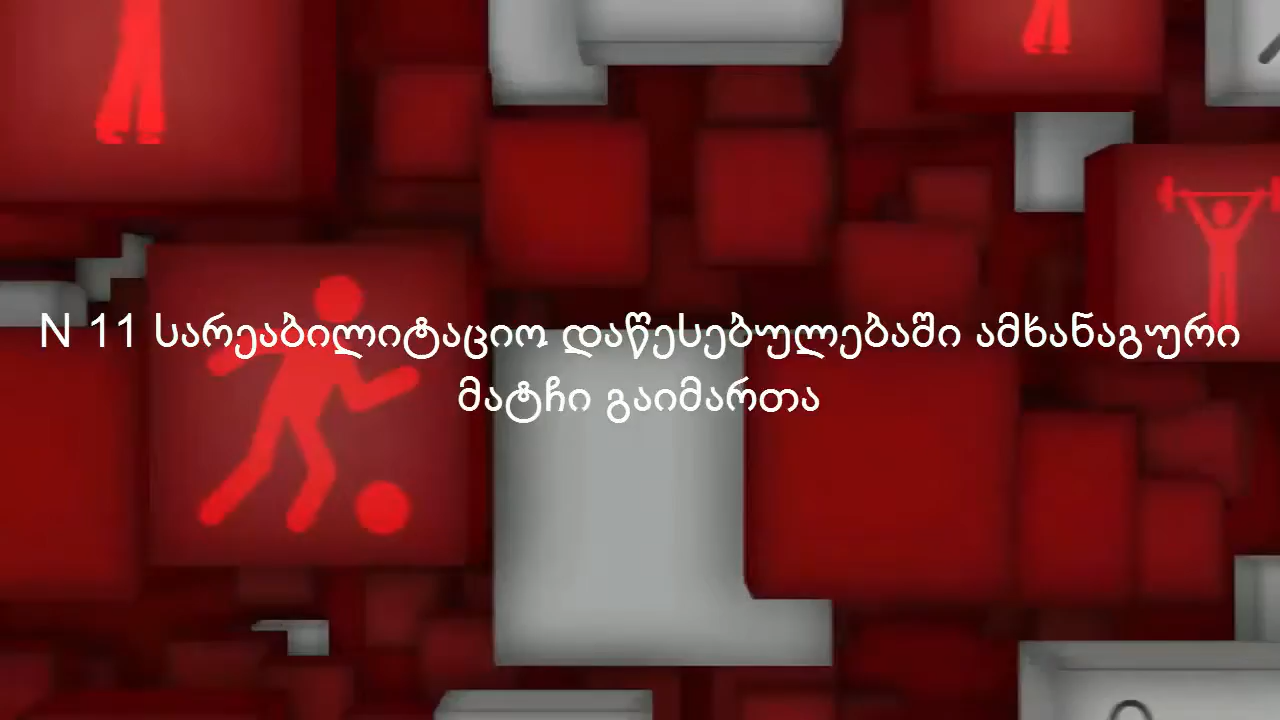 N 11 სარეაბილიტაციო დაწესებულებაში ამხანაგური
მატჩი გაიმართა